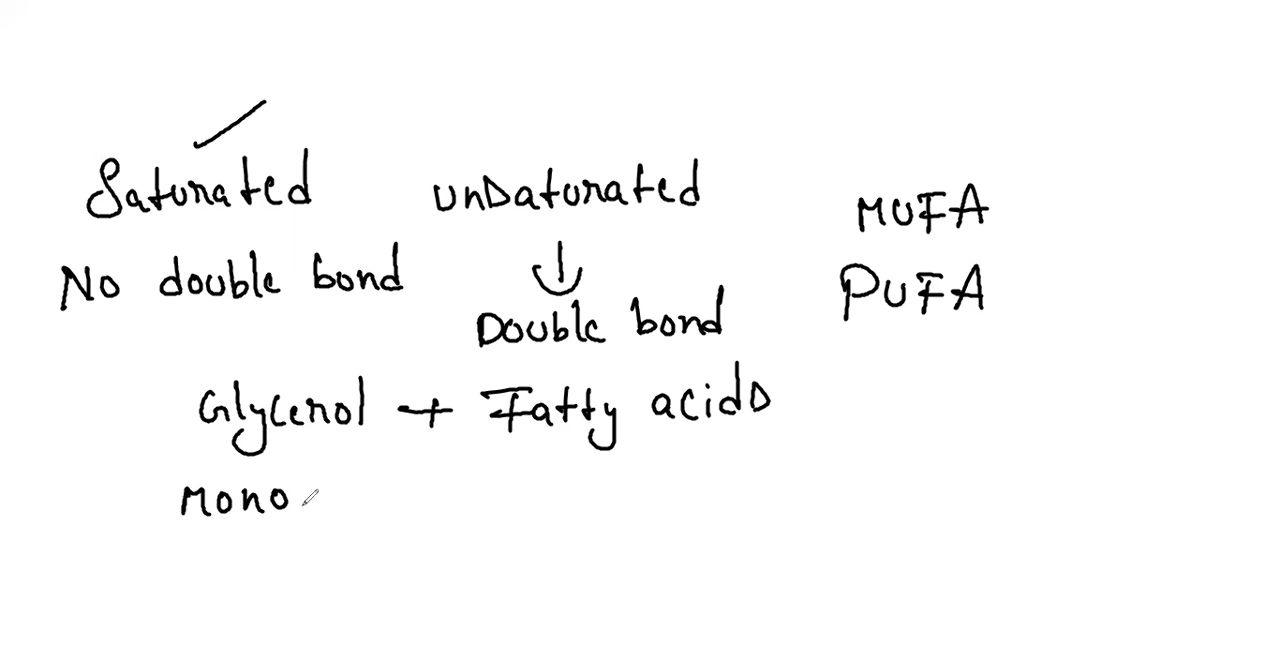 Saturated unsaturated MUFA
No double bond Double bond PUFA
Glycerol + Fatty acids
Mono